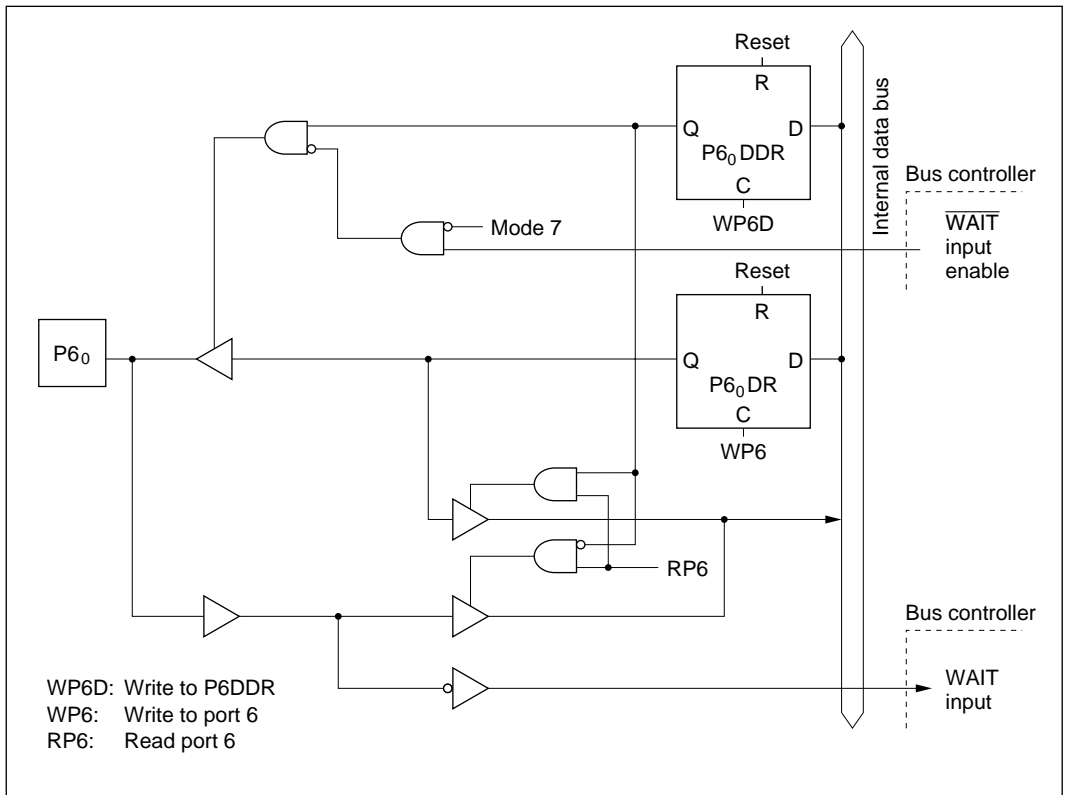 Reset
R
Q D
P6₀DDR
C
WP6D
Internal data bus
Bus controller
W̅A̅I̅T̅
input
enable
Mode 7
Reset
R
Q D
P6₀DR
C
WP6
P6₀
RP6
Bus controller
WAIT
input
WP6D: Write to P6DDR
WP6: Write to port 6
RP6: Read port 6